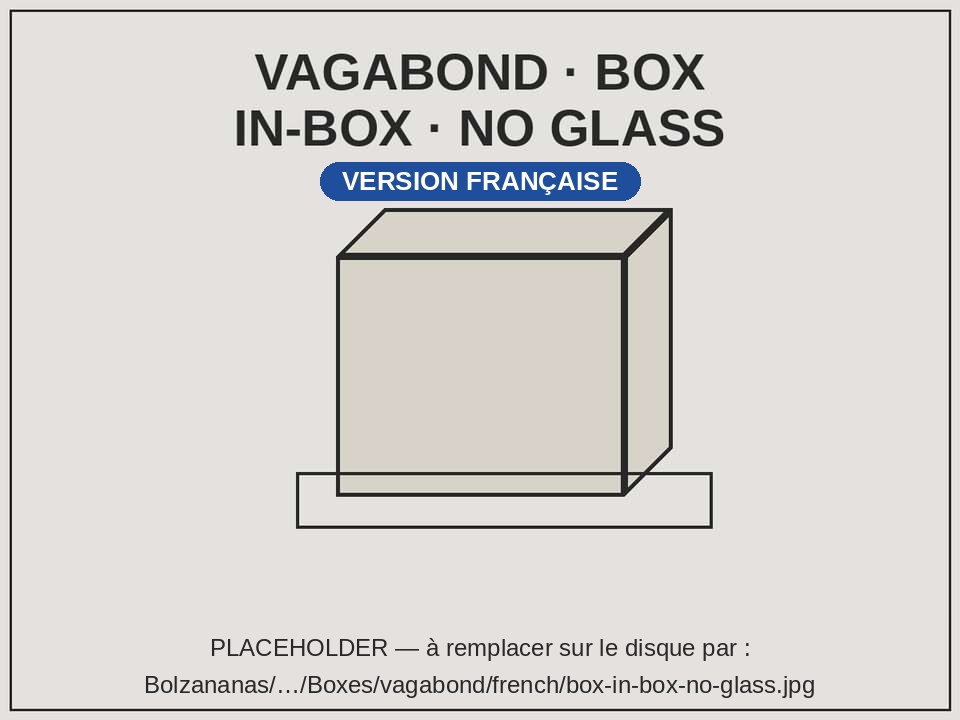 VAGABOND · BOX
IN-BOX · NO GLASS
VERSION FRANÇAISE
PLACEHOLDER — à remplacer sur le disque par :
Bolzananas/…/Boxes/vagabond/french/box-in-box-no-glass.jpg